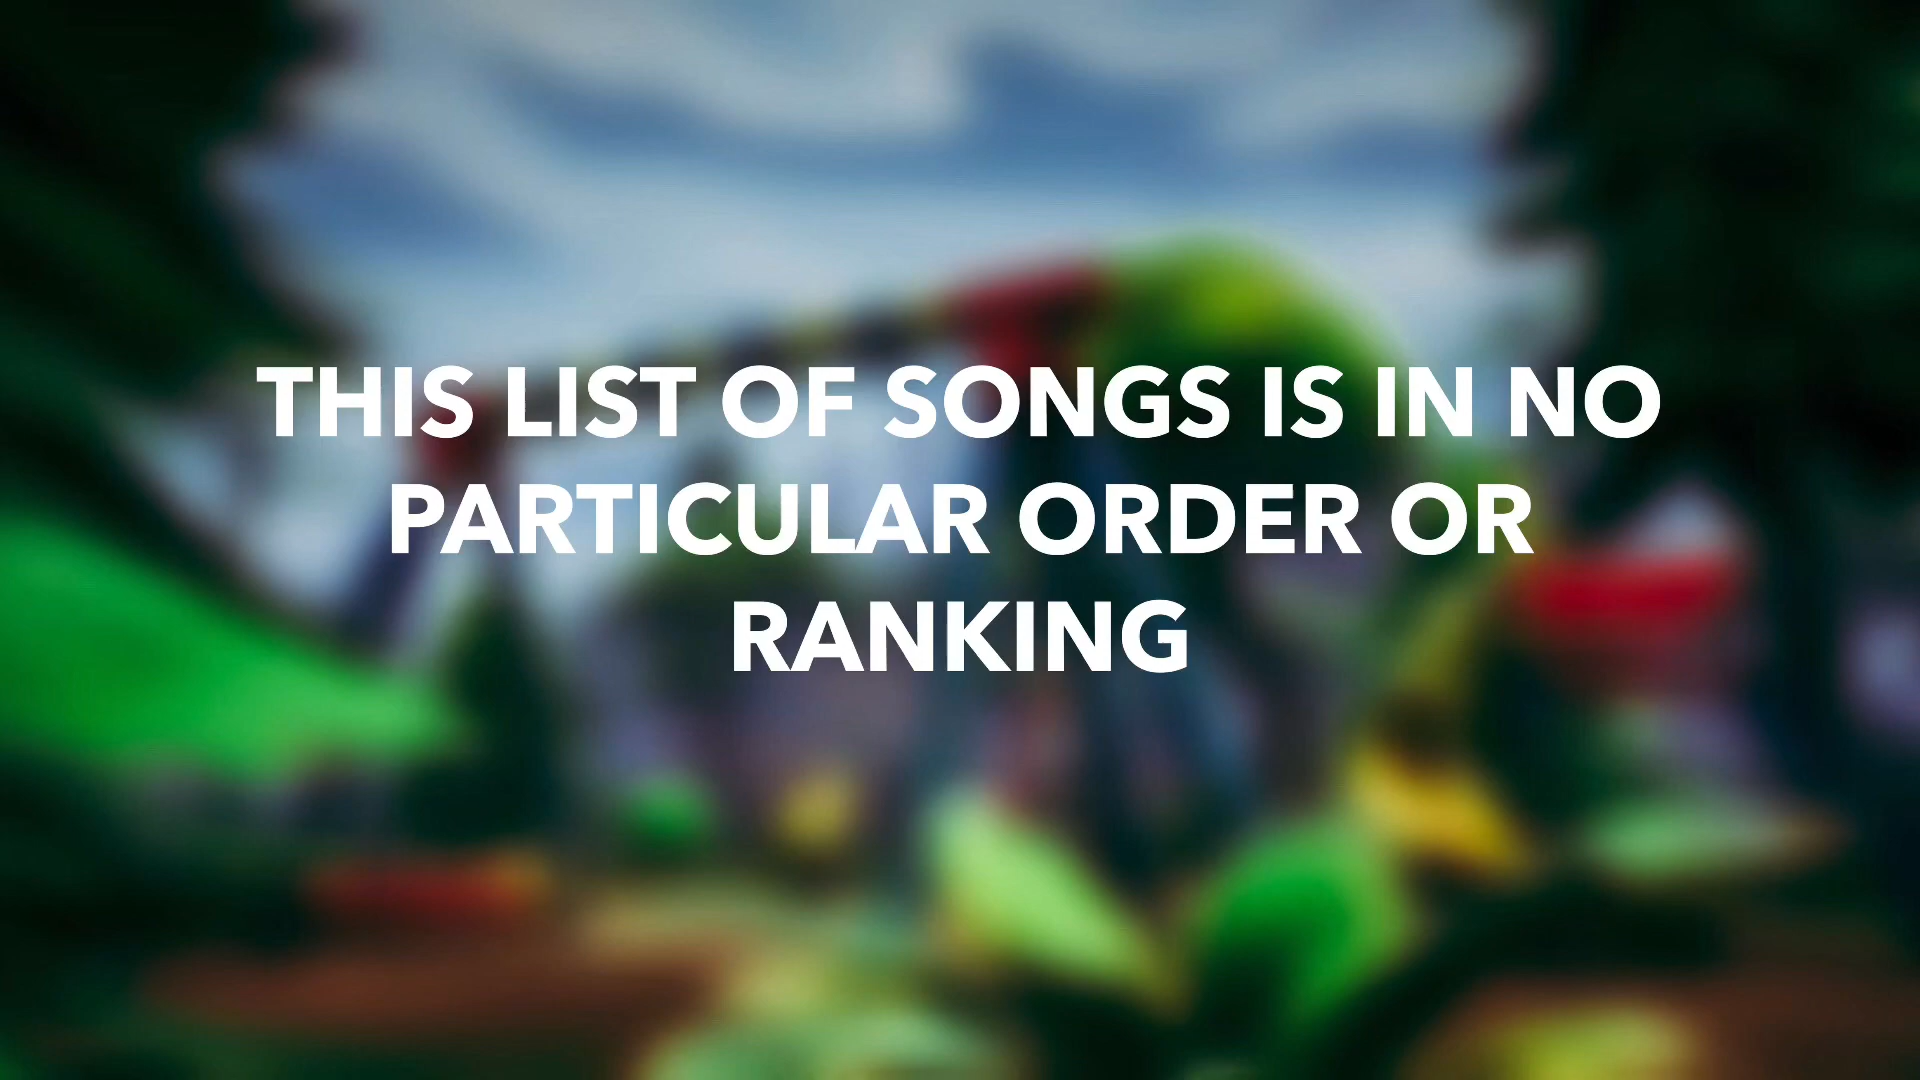 THIS LIST OF SONGS IS IN NO
PARTICULAR ORDER OR
RANKING